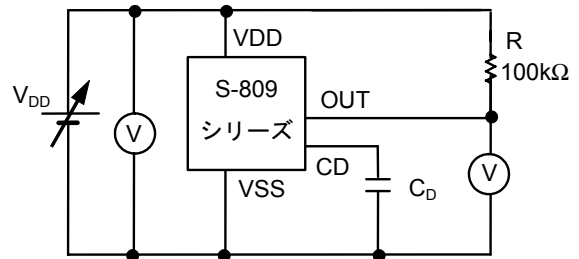 VDD
R
100kΩ
S-809
シリーズ
OUT
CD
VSS
V_DD
V
C_D
V